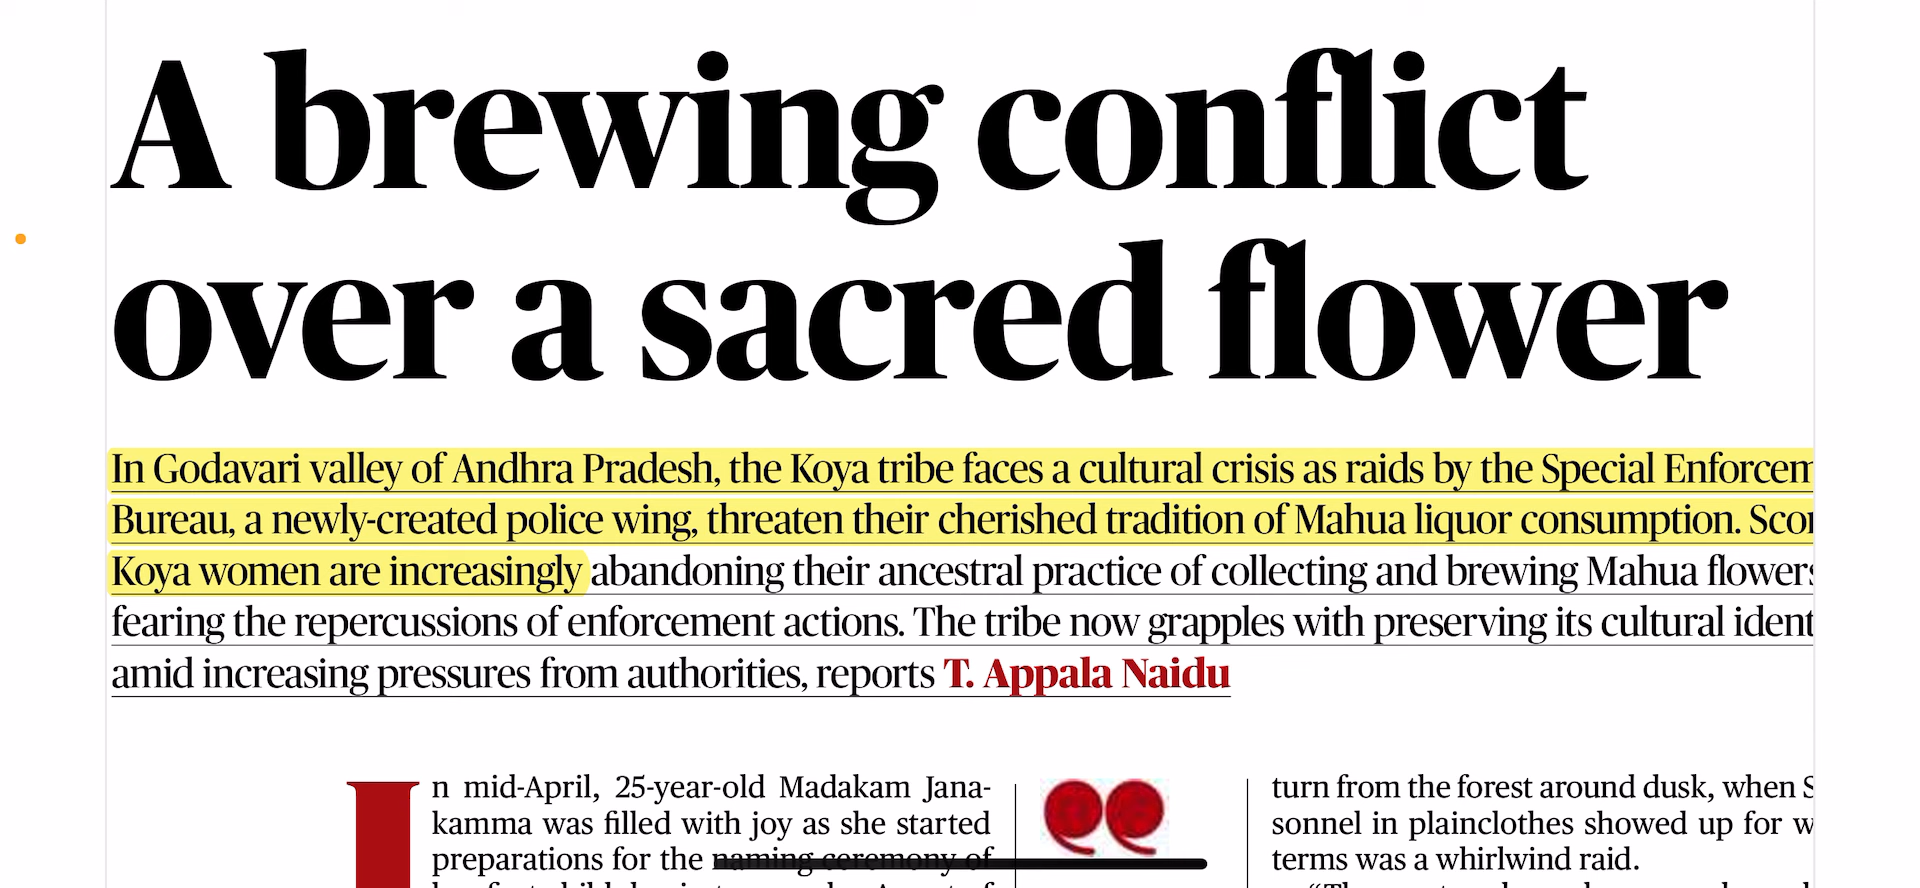 A brewing conflict
over a sacred flower
In Godavari valley of Andhra Pradesh, the Koya tribe faces a cultural crisis as raids by the Special Enforcem
Bureau, a newly-created police wing, threaten their cherished tradition of Mahua liquor consumption. Scor
Koya women are increasingly abandoning their ancestral practice of collecting and brewing Mahua flowers
fearing the repercussions of enforcement actions. The tribe now grapples with preserving its cultural ident
amid increasing pressures from authorities, reports T. Appala Naidu
In mid-April, 25-year-old Madakam Jana-
kamma was filled with joy as she started
preparations for the naming ceremony of
turn from the forest around dusk, when S
sonnel in plainclothes showed up for w
terms was a whirlwind raid.